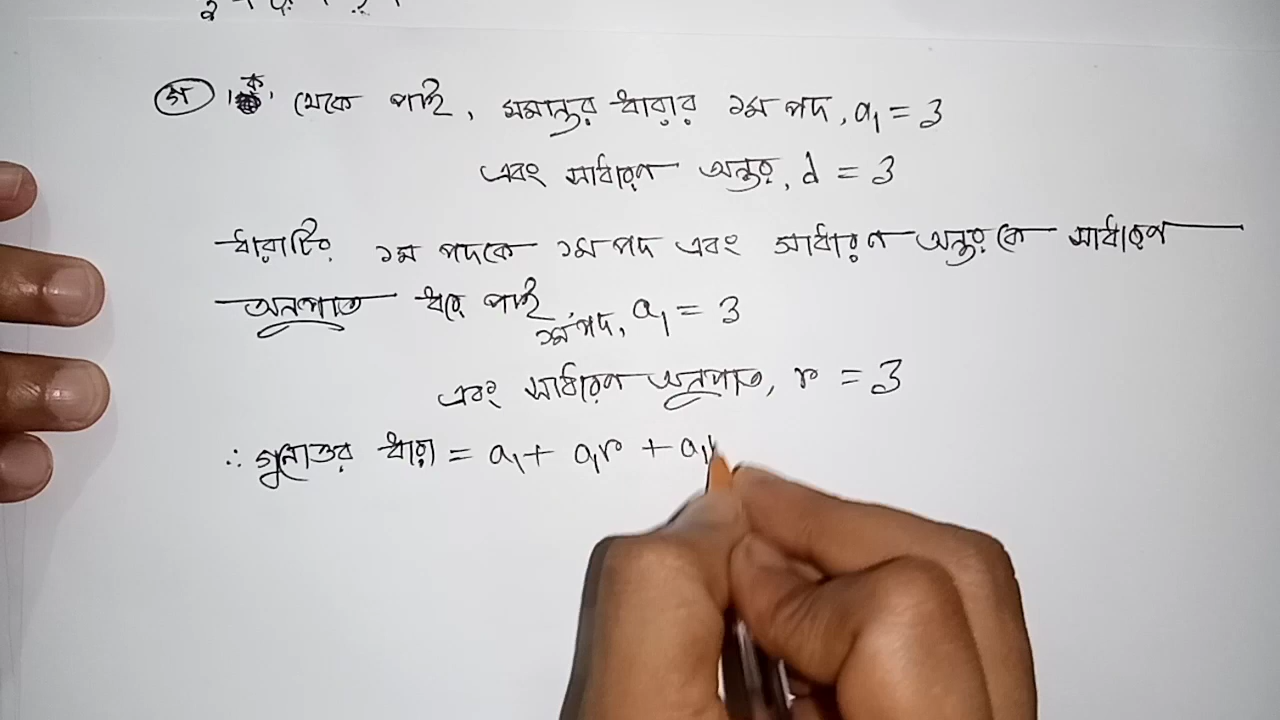 গ 'ক' থেকে পাই, সমান্তর ধারার ১ম পদ, a₁ = 3
এবং সাধারণ অন্তর, d = 3
ধারাটির ১ম পদকে ১ম পদ এবং সাধারণ অন্তরকে সাধারণ
অনুপাত ধরে পাই,
১ম পদ, a₁ = 3
এবং সাধারণ অনুপাত, r = 3
∴ গুনোত্তর ধারা = a₁ + a₁r + a₁